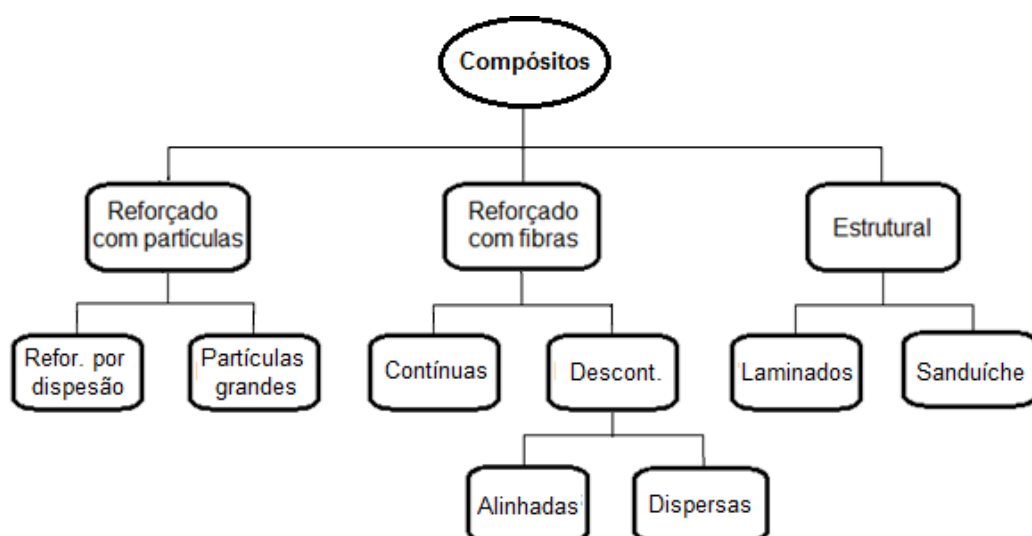 Compósitos
Reforçado
com partículas
Reforçado
com fibras
Estrutural
Refor. por
dispesão
Partículas
grandes
Contínuas
Descont.
Laminados
Sanduíche
Alinhadas
Dispersas